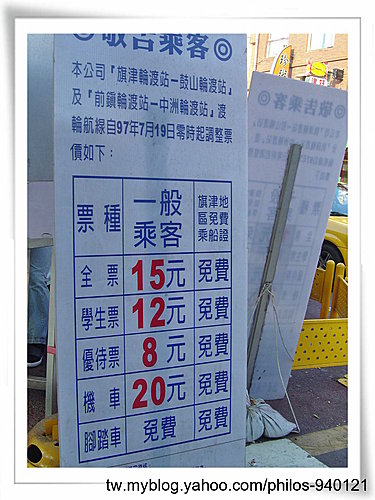 ◎敬告乘客◎
本公司『旗津輪渡站—鼓山輪渡站』
及『前鎮輪渡站—中洲輪渡站』渡
輪航線自97年7月19日零時起調整票
價如下：
票種 一般乘客 旗津地區免費乘船證
全票 15元 免費
學生票 12元 免費
優待票 8元 免費
機車 20元 免費
腳踏車 免費 免費
敬告乘客◎
tw.myblog.yahoo.com/philos-940121